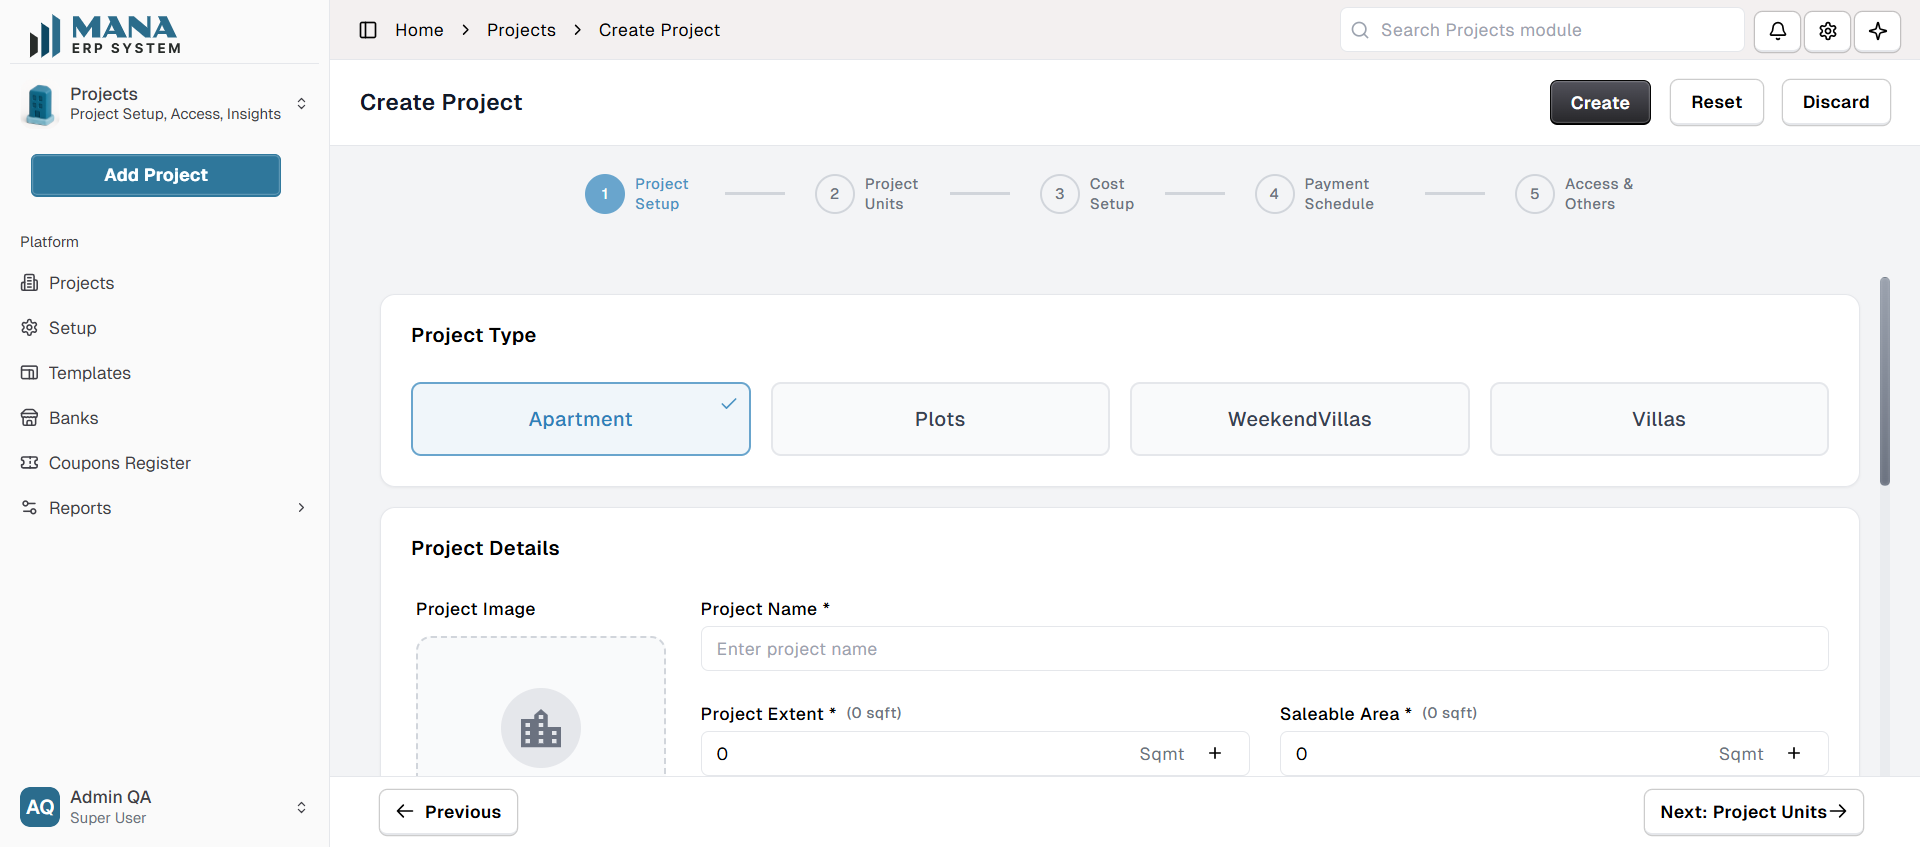 MANA
ERP SYSTEM
Home
Projects
Create Project
Search Projects module
Projects
Project Setup, Access, Insights
Add Project
Platform
Projects
Setup
Templates
Banks
Coupons Register
Reports
AQ
Admin QA
Super User
Create Project
Create
Reset
Discard
1
Project
Setup
2
Project
Units
3
Cost
Setup
4
Payment
Schedule
5
Access &
Others
Project Type
Apartment
Plots
WeekendVillas
Villas
Project Details
Project Image
Project Name *
Enter project name
Project Extent * (0 sqft)
0 Sqmt +
Saleable Area * (0 sqft)
0 Sqmt +
Previous
Next: Project Units